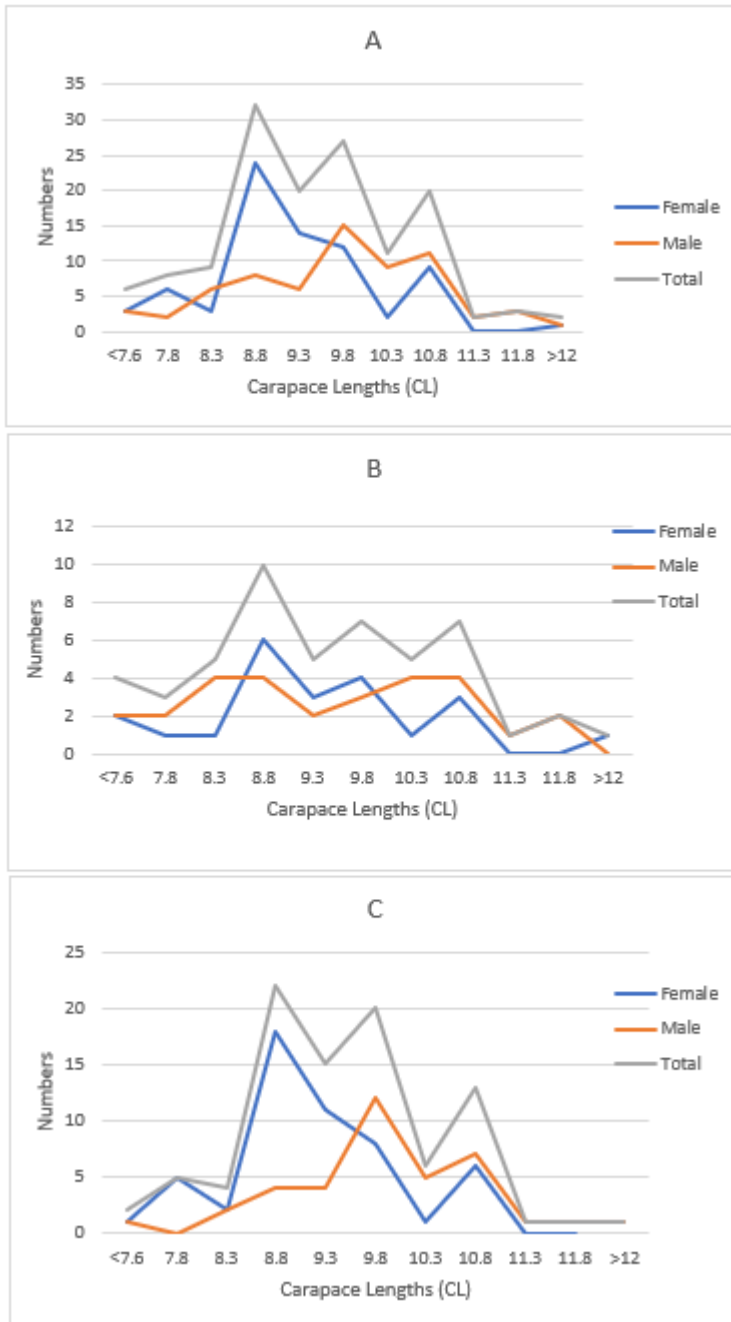 A
35
30
25
20
15
10
5
0
Numbers
<7.6 7.8 8.3 8.8 9.3 9.8 10.3 10.8 11.3 11.8 >12
Carapace Lengths (CL)
Female
Male
Total
B
12
10
8
6
4
2
0
Numbers
<7.6 7.8 8.3 8.8 9.3 9.8 10.3 10.8 11.3 11.8 >12
Carapace Lengths (CL)
Female
Male
Total
C
25
20
15
10
5
0
Numbers
<7.6 7.8 8.3 8.8 9.3 9.8 10.3 10.8 11.3 11.8 >12
Carapace Lengths (CL)
Female
Male
Total